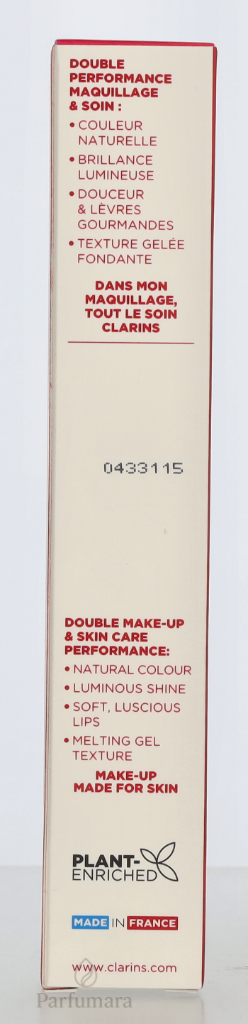 DOUBLE
PERFORMANCE
MAQUILLAGE
& SOIN :
• COULEUR
NATURELLE
• BRILLANCE
LUMINEUSE
• DOUCEUR
& LÈVRES
GOURMANDES
• TEXTURE GELÉE
FONDANTE
DANS MON
MAQUILLAGE,
TOUT LE SOIN
CLARINS
0433115
DOUBLE MAKE-UP
& SKIN CARE
PERFORMANCE:
• NATURAL COLOUR
• LUMINOUS SHINE
• SOFT, LUSCIOUS
LIPS
• MELTING GEL
TEXTURE
MAKE-UP
MADE FOR SKIN
PLANT-
ENRICHED
MADE IN FRANCE
www.clarins.com
Parfumara